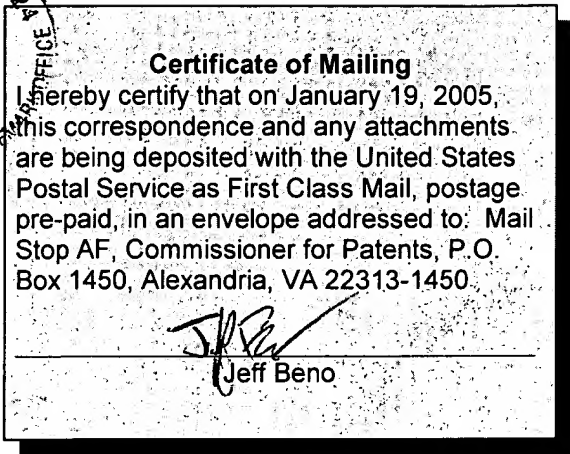 Certificate of Mailing
I hereby certify that on January 19, 2005,
this correspondence and any attachments
are being deposited with the United States
Postal Service as First Class Mail, postage
pre-paid, in an envelope addressed to: Mail
Stop AF, Commissioner for Patents, P.O.
Box 1450, Alexandria, VA 22313-1450
Jeff Beno